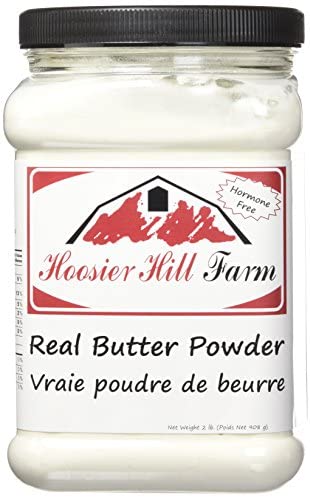 Hormone
Free
Hoosier Hill Farm
Real Butter Powder
Vraie poudre de beurre
Net Weight 2 lb. (Poids Net 908 g)